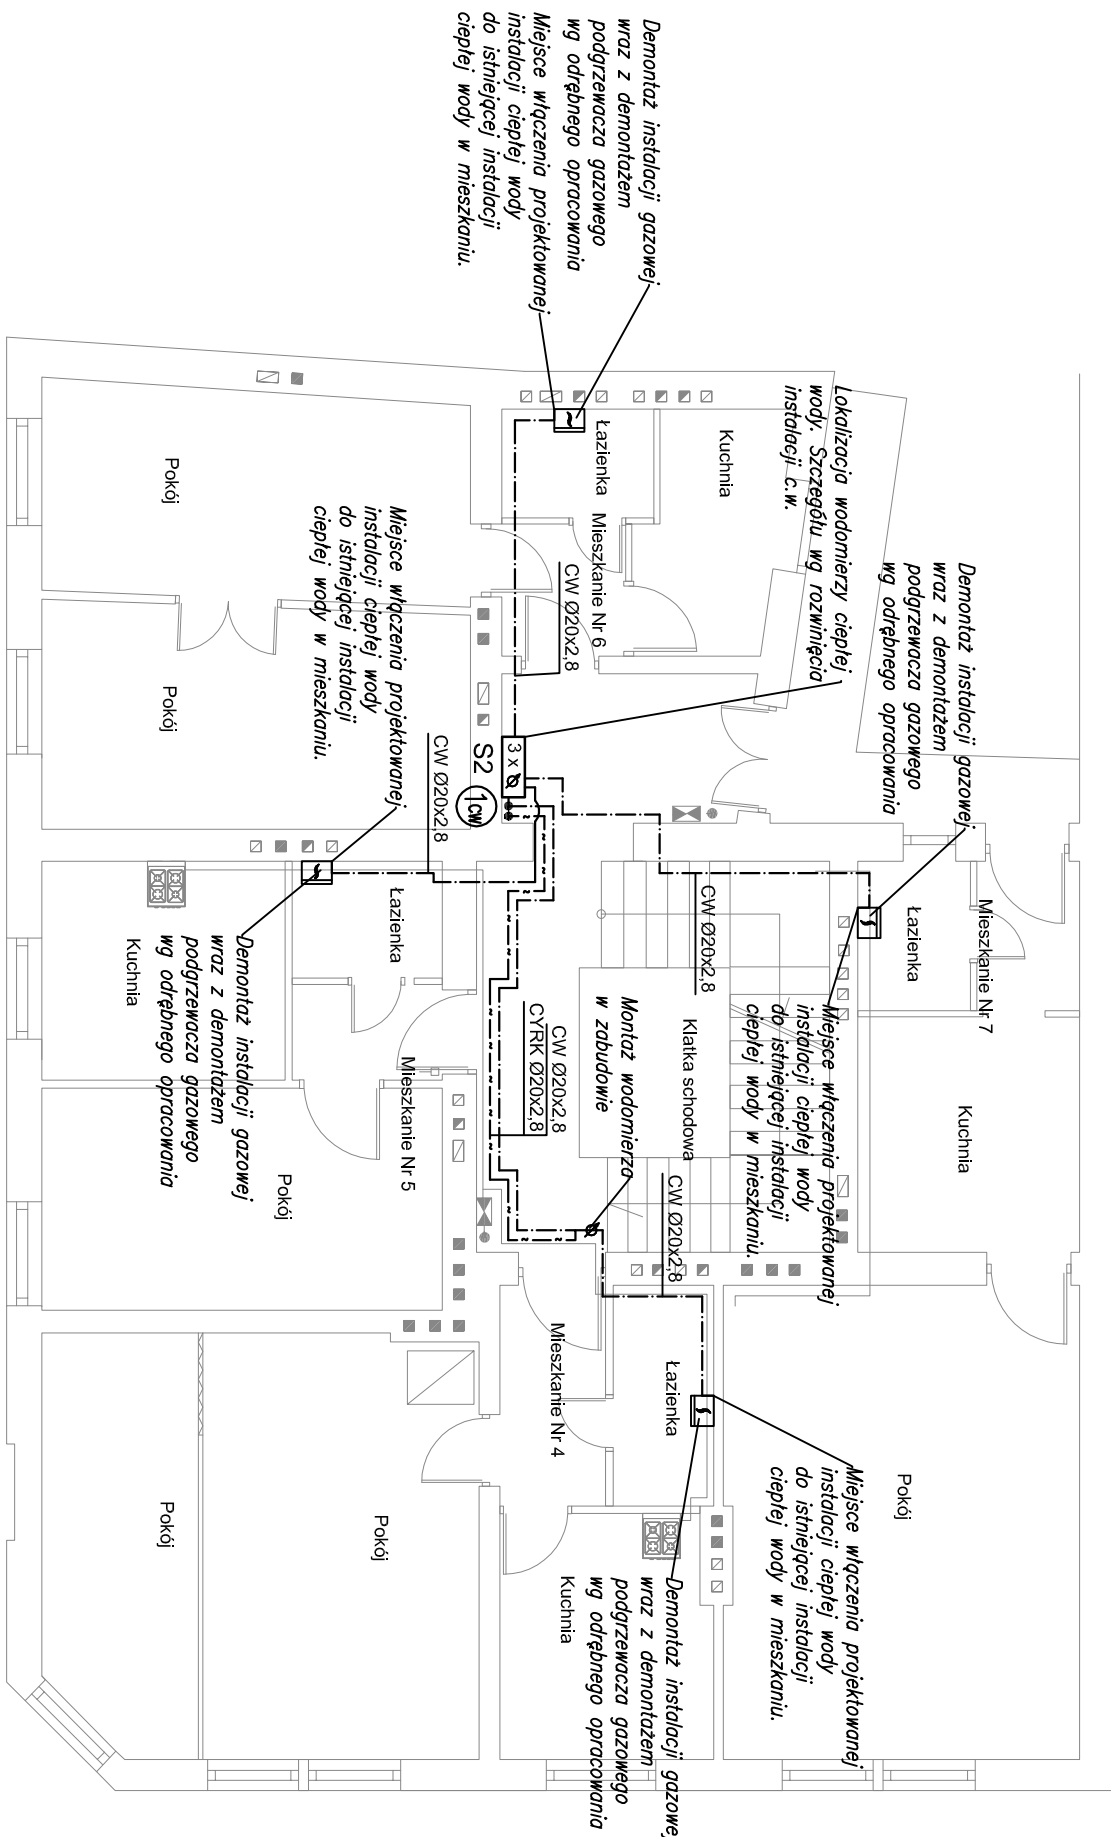 Demontaż instalacji gazowej
wraz z demontażem
podgrzewacza gazowego
wg odrębnego opracowania
Miejsce włączenia projektowanej
instalacji ciepłej wody
do istniejącej instalacji
ciepłej wody w mieszkaniu.
Lokalizacja wodomierzy ciepłej
wody. Szczegółu wg rozwinięcia
instalacji c.w.
Demontaż instalacji gazowej
wraz z demontażem
podgrzewacza gazowego
wg odrębnego opracowania
Kuchnia
Łazienka
Mieszkanie Nr 6
CW Ø20x2,8
Pokój
Pokój
Miejsce włączenia projektowanej
instalacji ciepłej wody
do istniejącej instalacji
ciepłej wody w mieszkaniu.
3 x
S2
1CW
CW Ø20x2,8
Mieszkanie Nr 7
Łazienka
Kuchnia
CW Ø20x2,8
Klatka schodowa
Miejsce włączenia projektowanej
instalacji ciepłej wody
do istniejącej instalacji
ciepłej wody w mieszkaniu.
Montaż wodomierza
w zabudowie
CW Ø20x2,8
CYRK Ø20x2,8
CW Ø20x2,8
Łazienka
Kuchnia
Mieszkanie Nr 5
Demontaż instalacji gazowej
wraz z demontażem
podgrzewacza gazowego
wg odrębnego opracowania
Pokój
Mieszkanie Nr 4
Łazienka
Pokój
Miejsce włączenia projektowanej
instalacji ciepłej wody
do istniejącej instalacji
ciepłej wody w mieszkaniu.
Demontaż instalacji gazowej
wraz z demontażem
podgrzewacza gazowego
wg odrębnego opracowania
Kuchnia
Pokój
Pokój